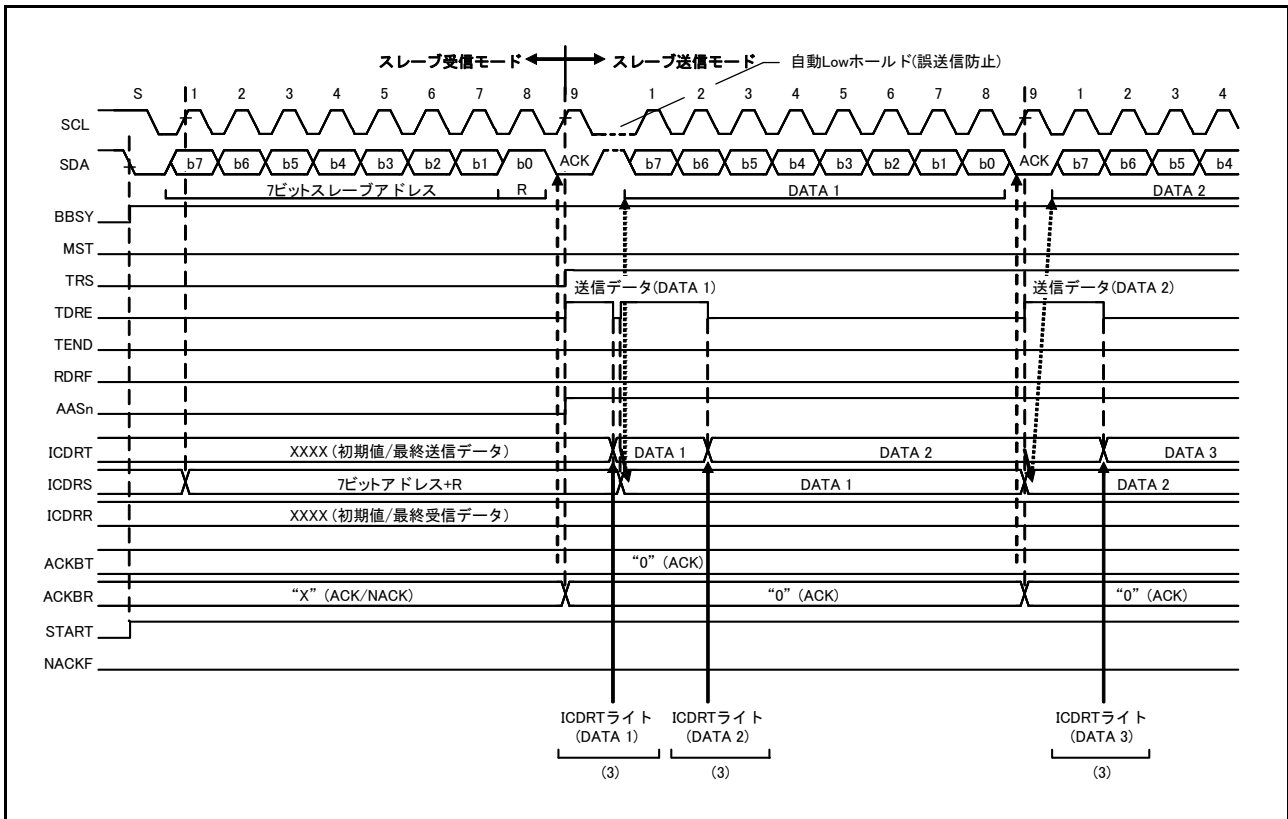 スレーブ受信モード スレーブ送信モード 自動Lowホールド(誤送信防止)
S 1 2 3 4 5 6 7 8 9 1 2 3 4 5 6 7 8 9 1 2 3 4
SCL
SDA b7 b6 b5 b4 b3 b2 b1 b0 ACK b7 b6 b5 b4 b3 b2 b1 b0 ACK b7 b6 b5 b4
7ビットスレーブアドレス R DATA 1 DATA 2
BBSY
MST
TRS
送信データ(DATA 1) 送信データ(DATA 2)
TDRE
TEND
RDRF
AASn
ICDRT XXXX (初期値/最終送信データ) DATA 1 DATA 2 DATA 3
ICDRS 7ビットアドレス+R DATA 1 DATA 2
ICDRR XXXX (初期値/最終受信データ)
ACKBT “0” (ACK)
ACKBR “X” (ACK/NACK) “0” (ACK) “0” (ACK)
START
NACKF
ICDRTライト ICDRTライト ICDRTライト
(DATA 1) (DATA 2) (DATA 3)
(3) (3) (3)